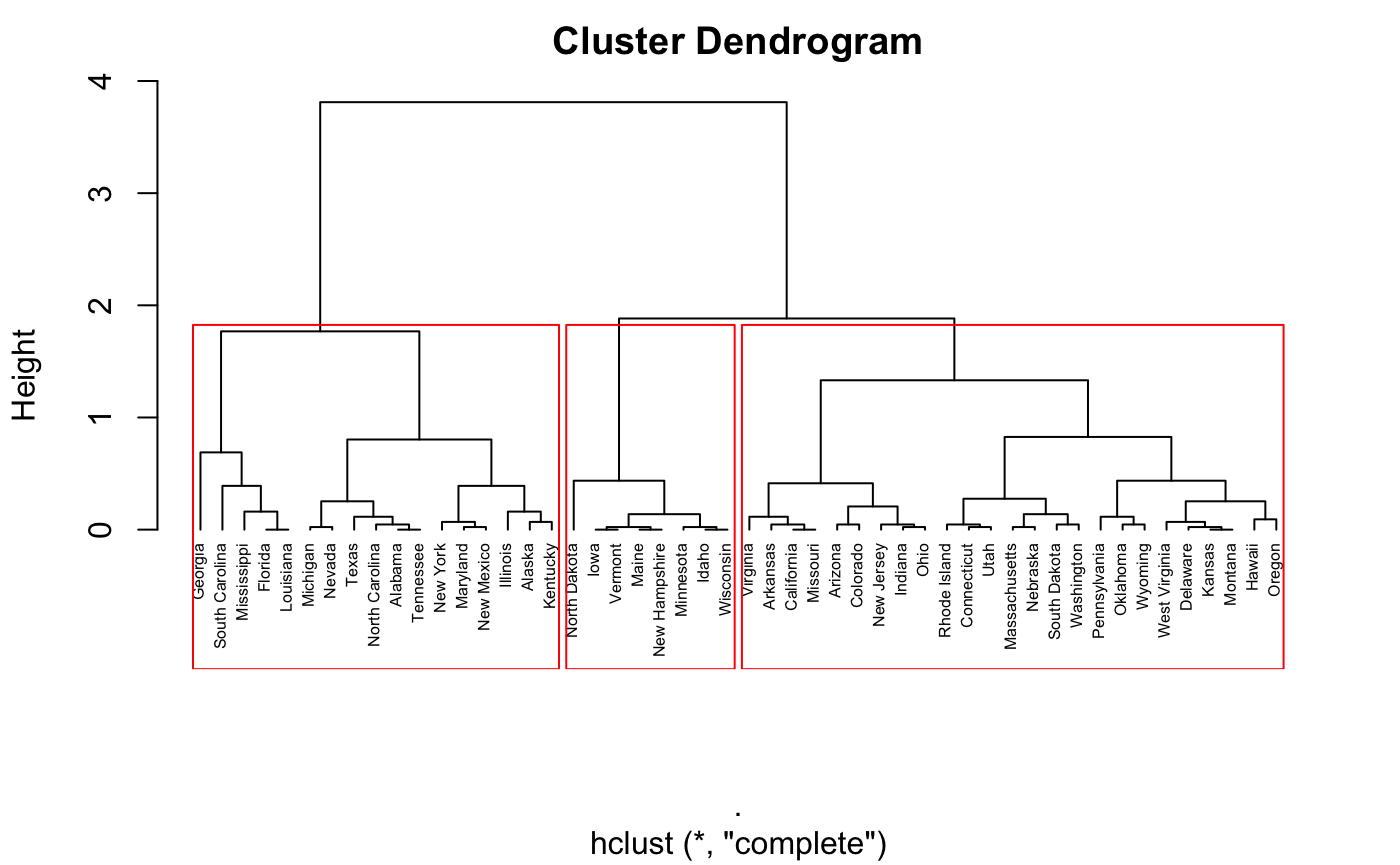 Cluster Dendrogram
Height
4
3
2
1
0
Georgia
South Carolina
Mississippi
Florida
Louisiana
Michigan
Nevada
Texas
North Carolina
Alabama
Tennessee
New York
Maryland
New Mexico
Illinois
Alaska
Kentucky
North Dakota
Iowa
Vermont
Maine
New Hampshire
Minnesota
Idaho
Wisconsin
Virginia
Arkansas
California
Missouri
Arizona
Colorado
New Jersey
Indiana
Ohio
Rhode Island
Connecticut
Utah
Massachusetts
Nebraska
South Dakota
Washington
Pennsylvania
Oklahoma
Wyoming
West Virginia
Delaware
Kansas
Montana
Hawaii
Oregon
.
hclust (*, "complete")